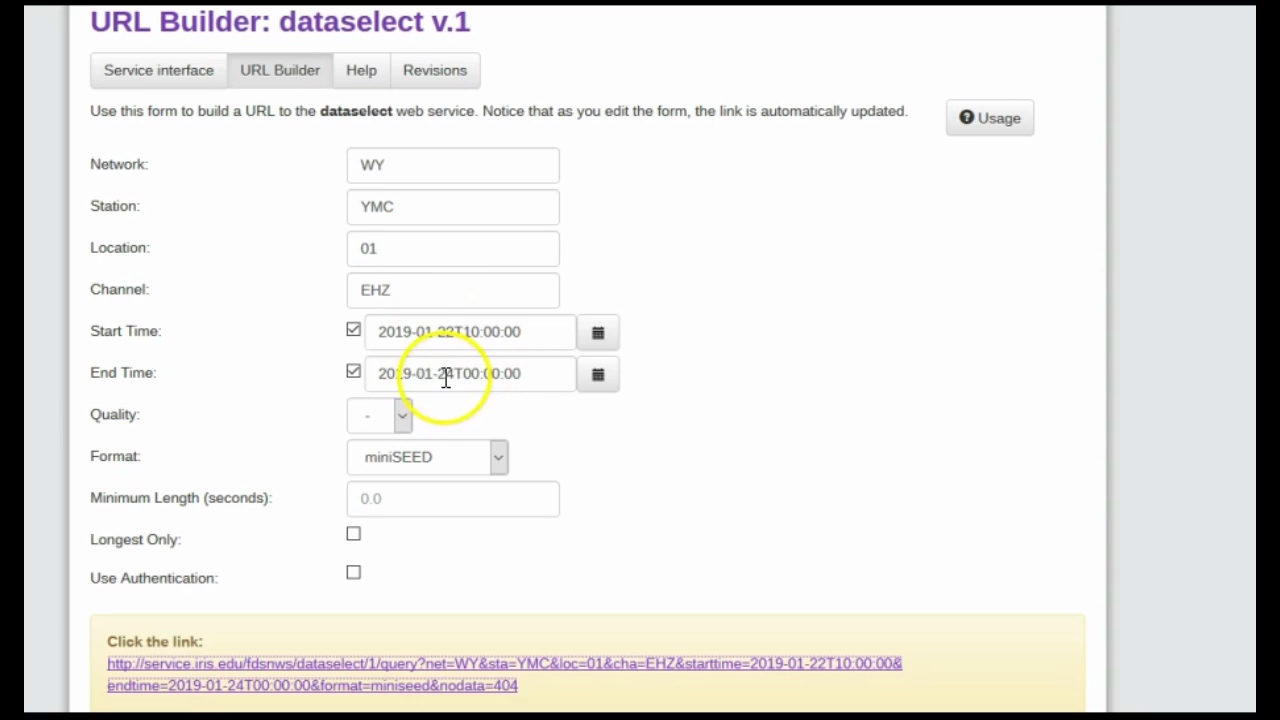 URL Builder: dataselect v.1
Service interface URL Builder Help Revisions
Use this form to build a URL to the dataselect web service. Notice that as you edit the form, the link is automatically updated.
Usage
Network: WY
Station: YMC
Location: 01
Channel: EHZ
Start Time: 2019-01-22T10:00:00
End Time: 2019-01-24T00:00:00
Quality: -
Format: miniSEED
Minimum Length (seconds): 0.0
Longest Only:
Use Authentication:
Click the link:
http://service.iris.edu/fdsnws/dataselect/1/query?net=WY&sta=YMC&loc=01&cha=EHZ&starttime=2019-01-22T10:00:00&
endtime=2019-01-24T00:00:00&format=miniseed&nodata=404